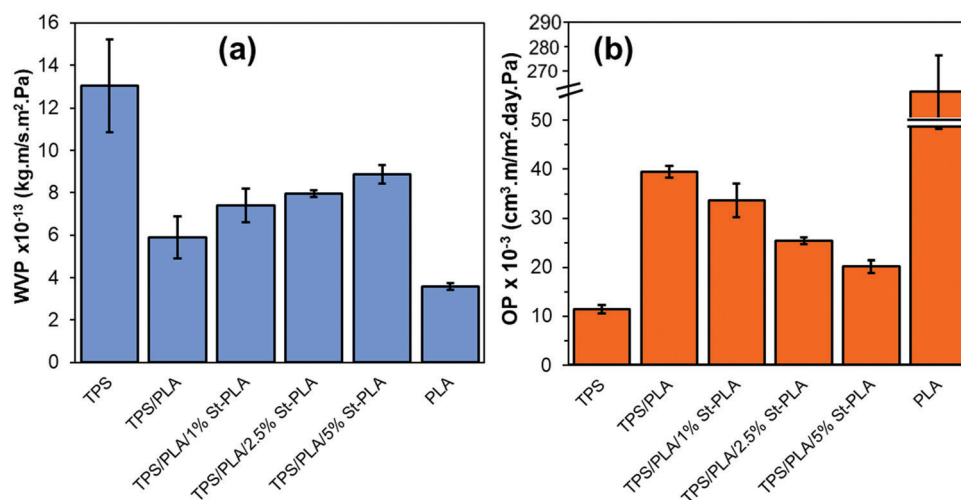 (a)
WVP x10⁻¹³ (kg.m/s.m².Pa)
16
14
12
10
8
6
4
2
0
TPS
TPS/PLA
TPS/PLA/1% St-PLA
TPS/PLA/2.5% St-PLA
TPS/PLA/5% St-PLA
PLA
(b)
OP x 10⁻³ (cm³.m/m².day.Pa)
290
280
270
50
40
30
20
10
0
TPS
TPS/PLA
TPS/PLA/1% St-PLA
TPS/PLA/2.5% St-PLA
TPS/PLA/5% St-PLA
PLA